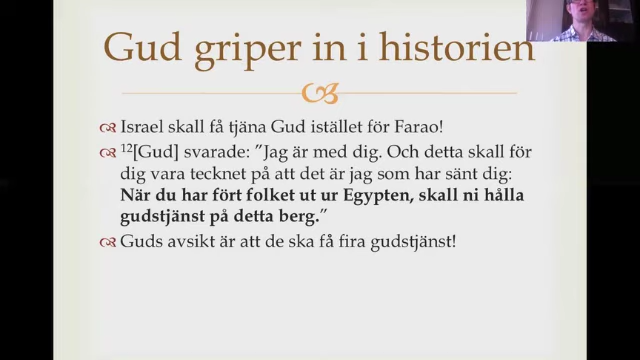 Gud griper in i historien
Israel skall få tjäna Gud istället för Farao!
12[Gud] svarade: ”Jag är med dig. Och detta skall för
dig vara tecknet på att det är jag som har sänt dig:
När du har fört folket ut ur Egypten, skall ni hålla
gudstjänst på detta berg.”
Guds avsikt är att de ska få fira gudstjänst!